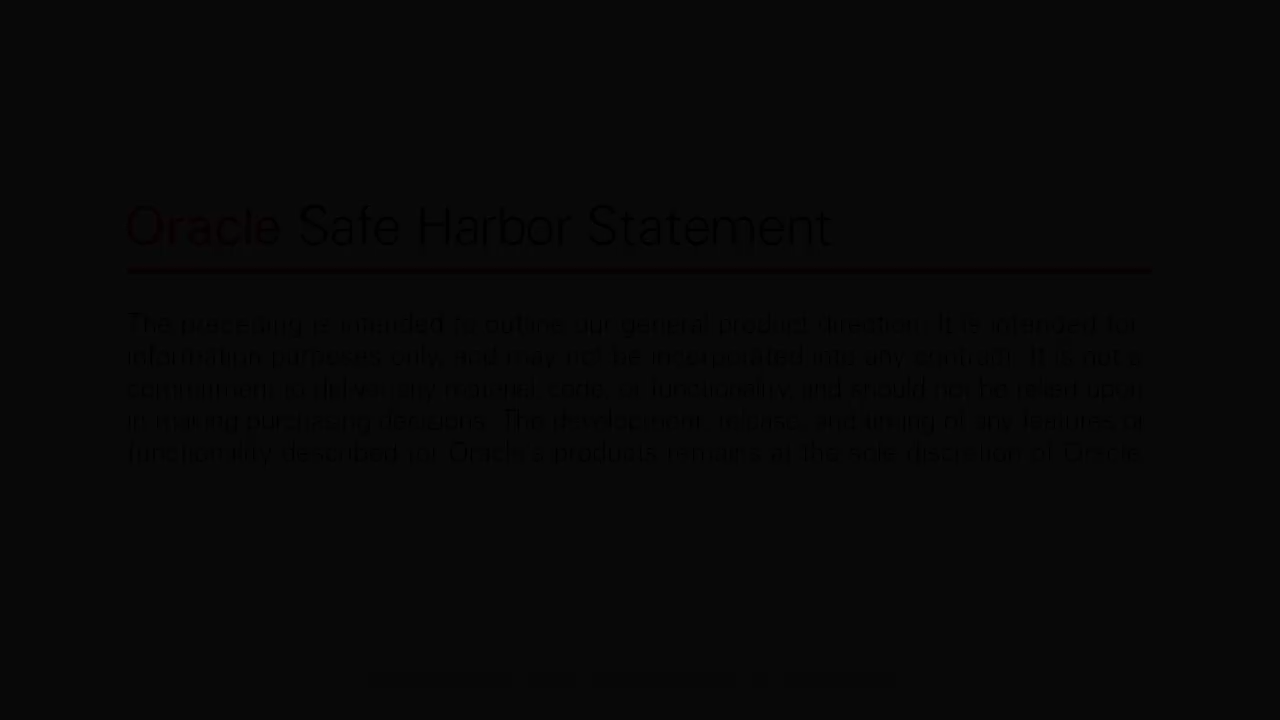 Oracle Safe Harbor Statement
The preceding is intended to outline our general product direction. It is intended for
information purposes only, and may not be incorporated into any contract. It is not a
commitment to deliver any material, code, or functionality, and should not be relied upon
in making purchasing decisions. The development, release, and timing of any features or
functionality described for Oracle's products remains at the sole discretion of Oracle.